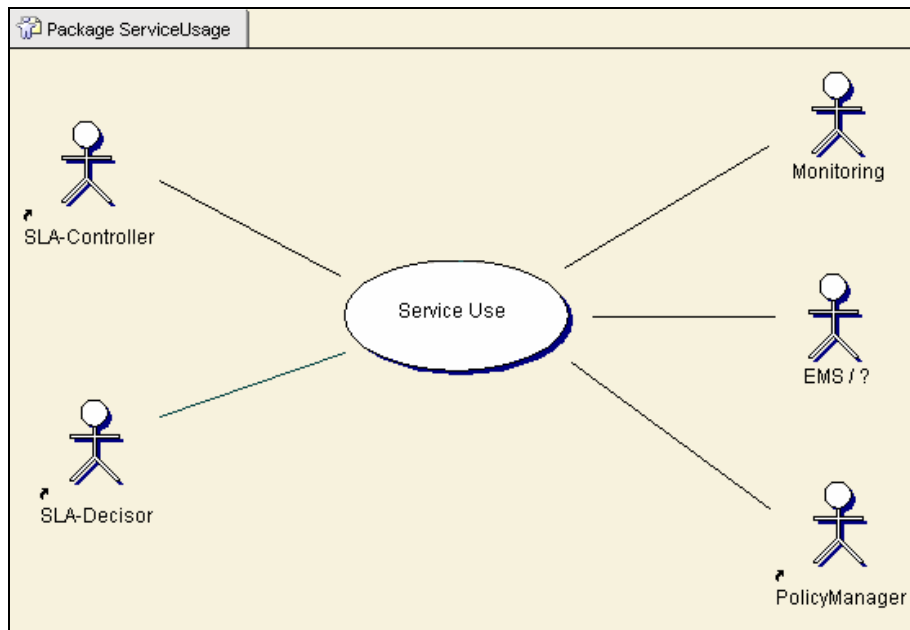 Package ServiceUsage
Monitoring
SLA-Controller
Service Use
EMS / ?
SLA-Decisor
PolicyManager